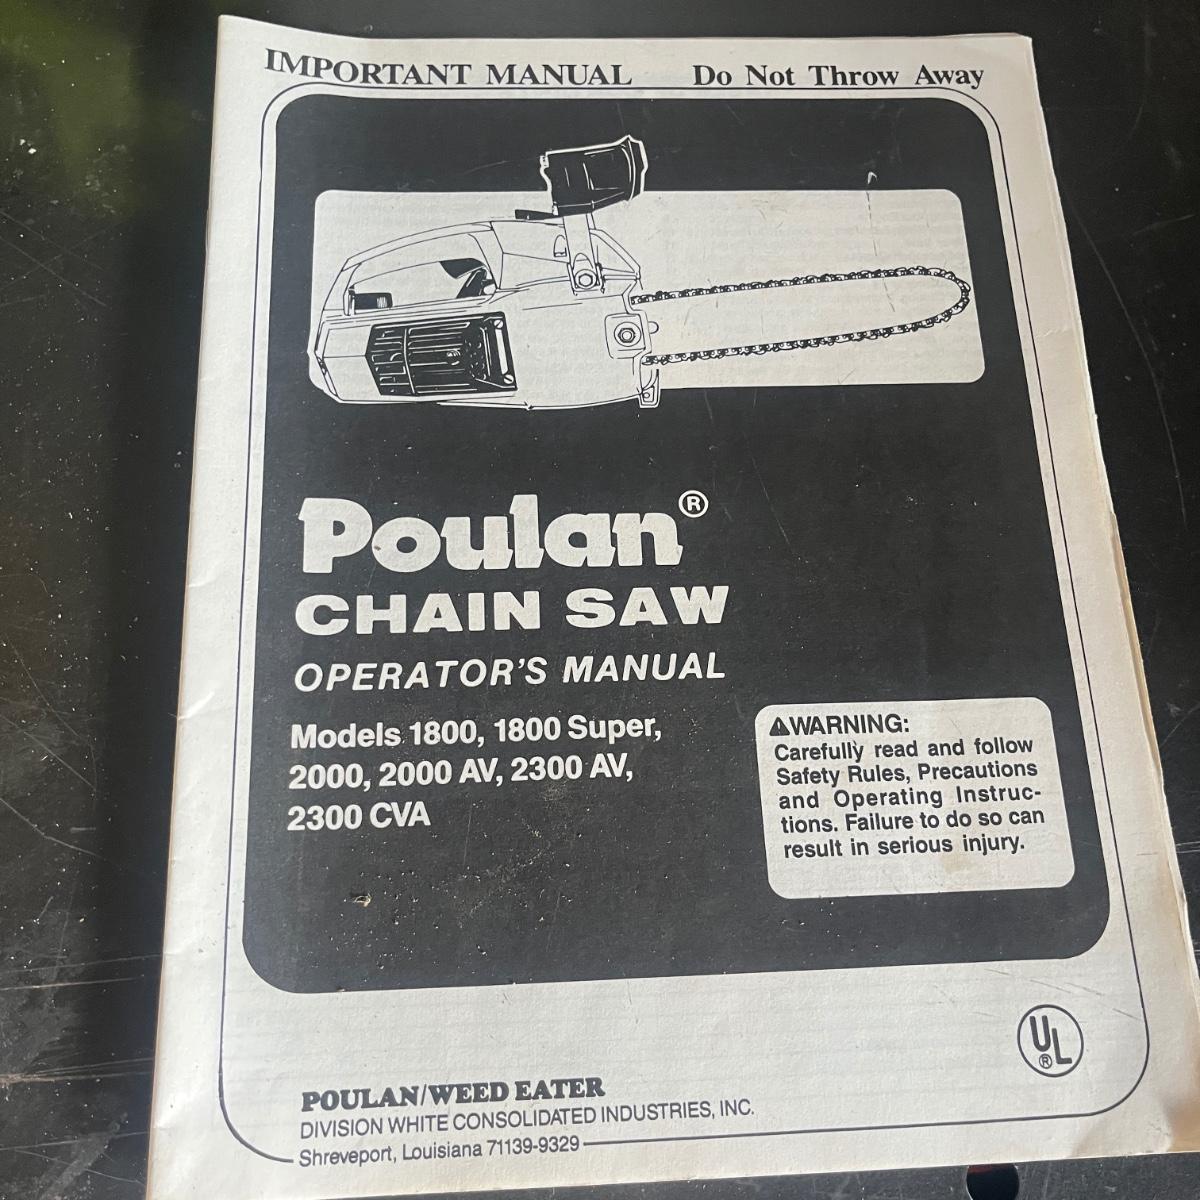 IMPORTANT MANUAL Do Not Throw Away
Poulan®
CHAIN SAW
OPERATOR'S MANUAL
Models 1800, 1800 Super,
2000, 2000 AV, 2300 AV,
2300 CVA
⚠WARNING:
Carefully read and follow
Safety Rules, Precautions
and Operating Instruc-
tions. Failure to do so can
result in serious injury.
UL®
POULAN/WEED EATER
DIVISION WHITE CONSOLIDATED INDUSTRIES, INC.
Shreveport, Louisiana 71139-9329